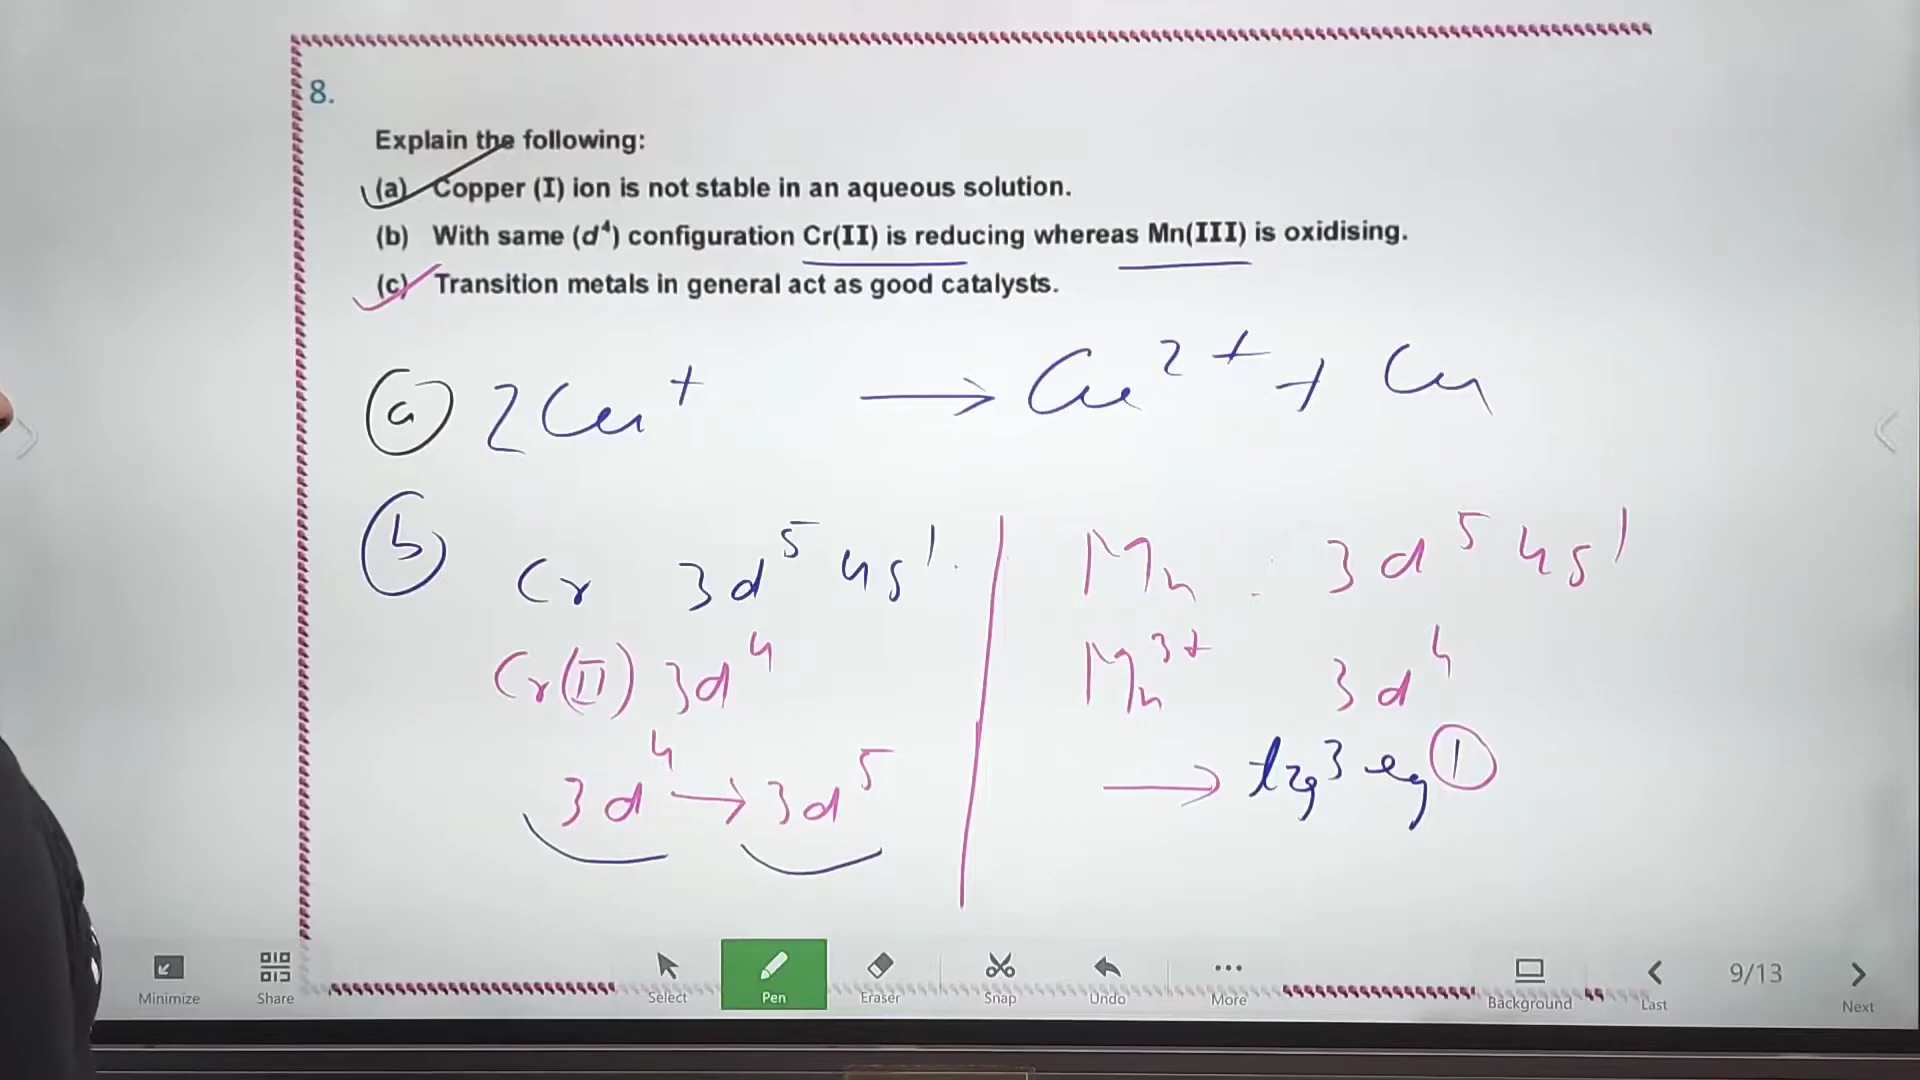 8.
Explain the following:
(a) Copper (I) ion is not stable in an aqueous solution.
(b) With same (d⁴) configuration Cr(II) is reducing whereas Mn(III) is oxidising.
(c) Transition metals in general act as good catalysts.
(a) 2Cu⁺ → Cu²⁺ + Cu
(b) Cr 3d⁵ 4s¹
Cr(II) 3d⁴
3d⁴ → 3d⁵
Mn : 3d⁵ 4s¹
Mn³⁺ 3d⁴
→ t₂g³ eg¹
Minimize
Share
Select
Pen
Eraser
Snap
Undo
More
Background
Last
9/13
Next